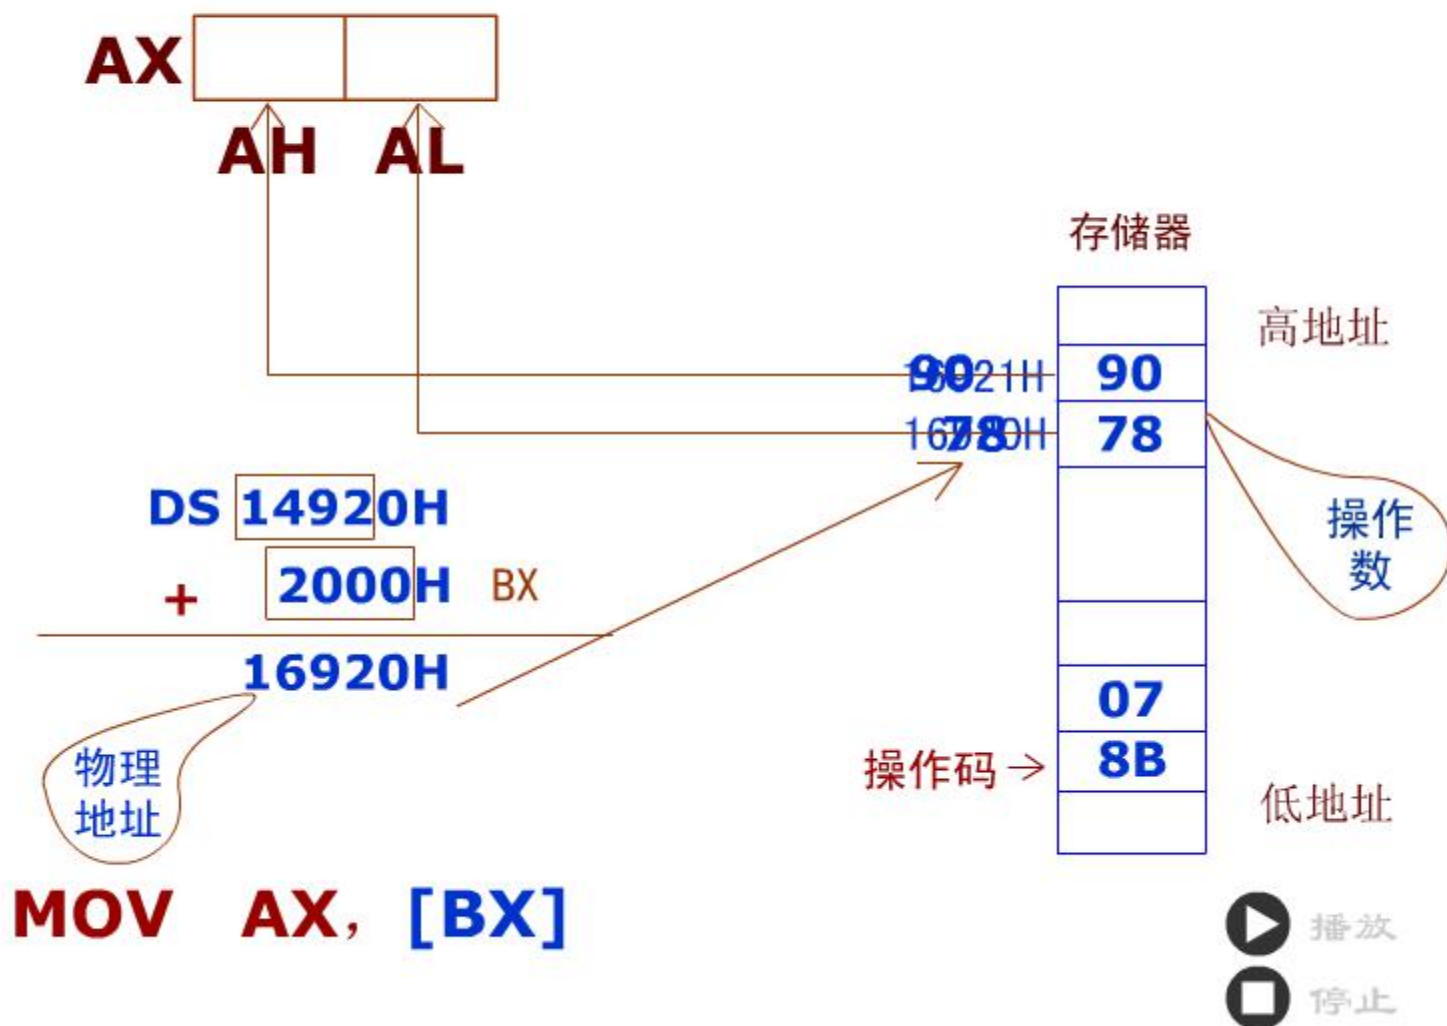 AX
AH AL
存储器
高地址
90
78
DS 14920H
+ 2000H BX
16920H
操作
数
07
操作码 8B
物理
地址
低地址
MOV AX，[BX]
播放
停止